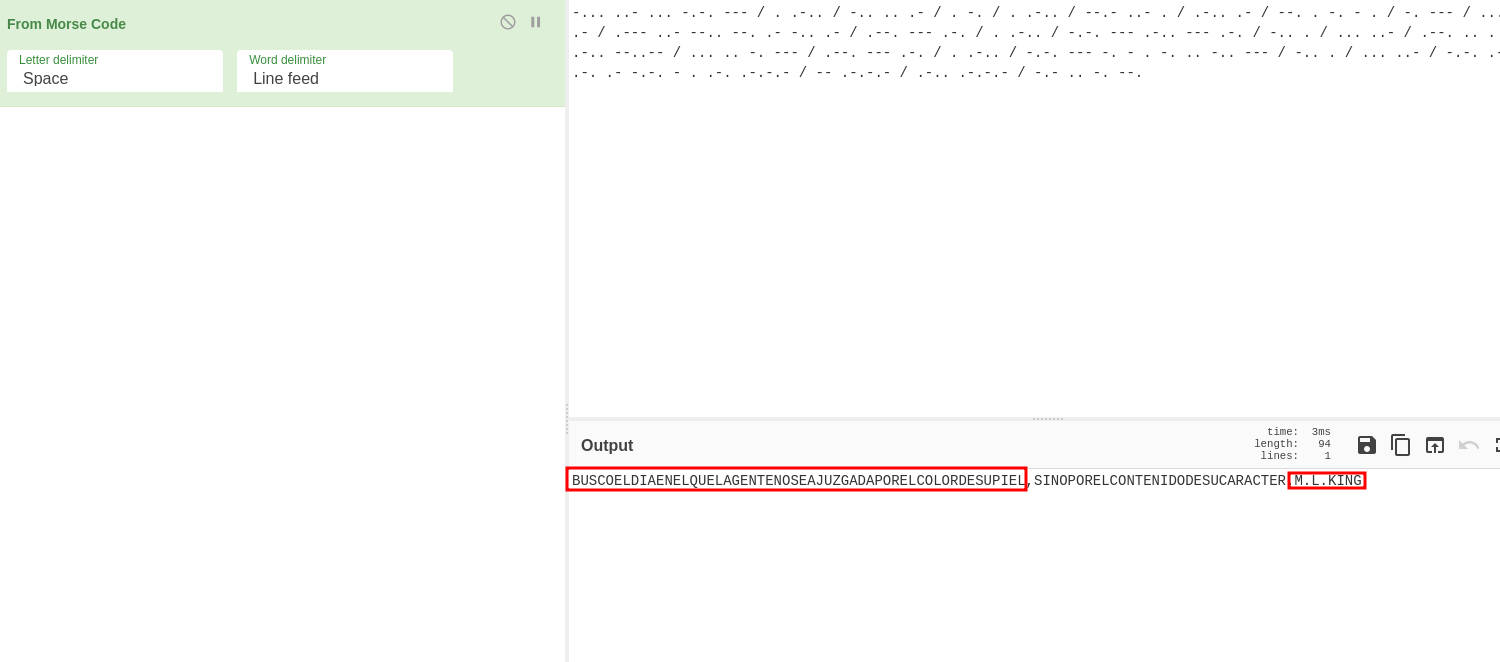 From Morse Code
Letter delimiter
Space
Word delimiter
Line feed
-... ..- ... -.-. --- / . .-.. / -.. .. .- / . -. / . .-.. / --.- ..- . / .-.. .- / --. . -. - . / -. --- / ...
.- / .--- ..- --.. --. .- -.. .- / .--. --- .-. / . .-.. / -.-. --- .-.. --- .-. / -.. . / ... ..- / .--. .. .
.-.. --..-- / ... .. -. --- / .--. --- .-. / . .-.. / -.-. --- -. - . -. .. -.. --- / -.. . / ... ..- / -.-. .-
.-. .- -.-. - . .-. .-.-.- / -- .-.-.- / .-.. .-.-.- / -.- .. -. --.
Output
time: 3ms
length: 94
lines: 1
BUSCOELDIAENELQUELAGENTENOSEAJUZGADAPORELCOLORDESUPIEL,SINOPORELCONTENIDODESUCARACTER.M.L.KING